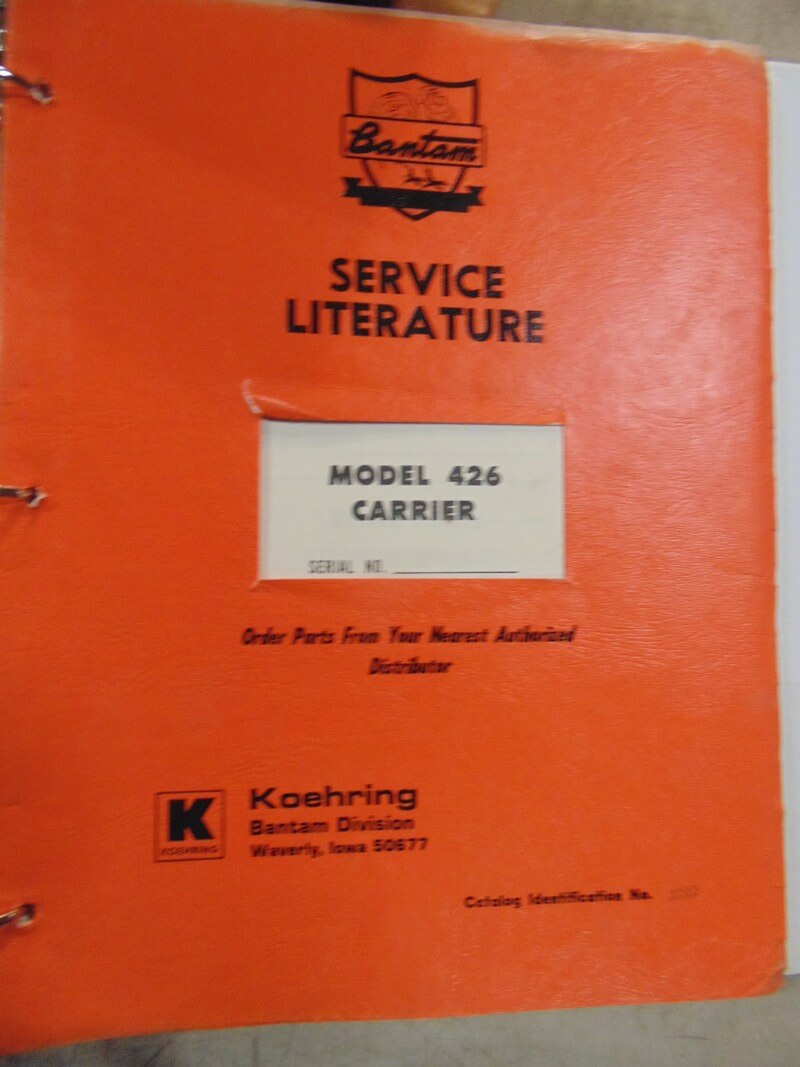 Bantam
SERVICE
LITERATURE
MODEL 426
CARRIER
SERIAL NO.
Order Parts From Your Nearest Authorized
Distributor
K
KOEHRING
Koehring
Bantam Division
Waverly, Iowa 50677
Catalog Identification No.